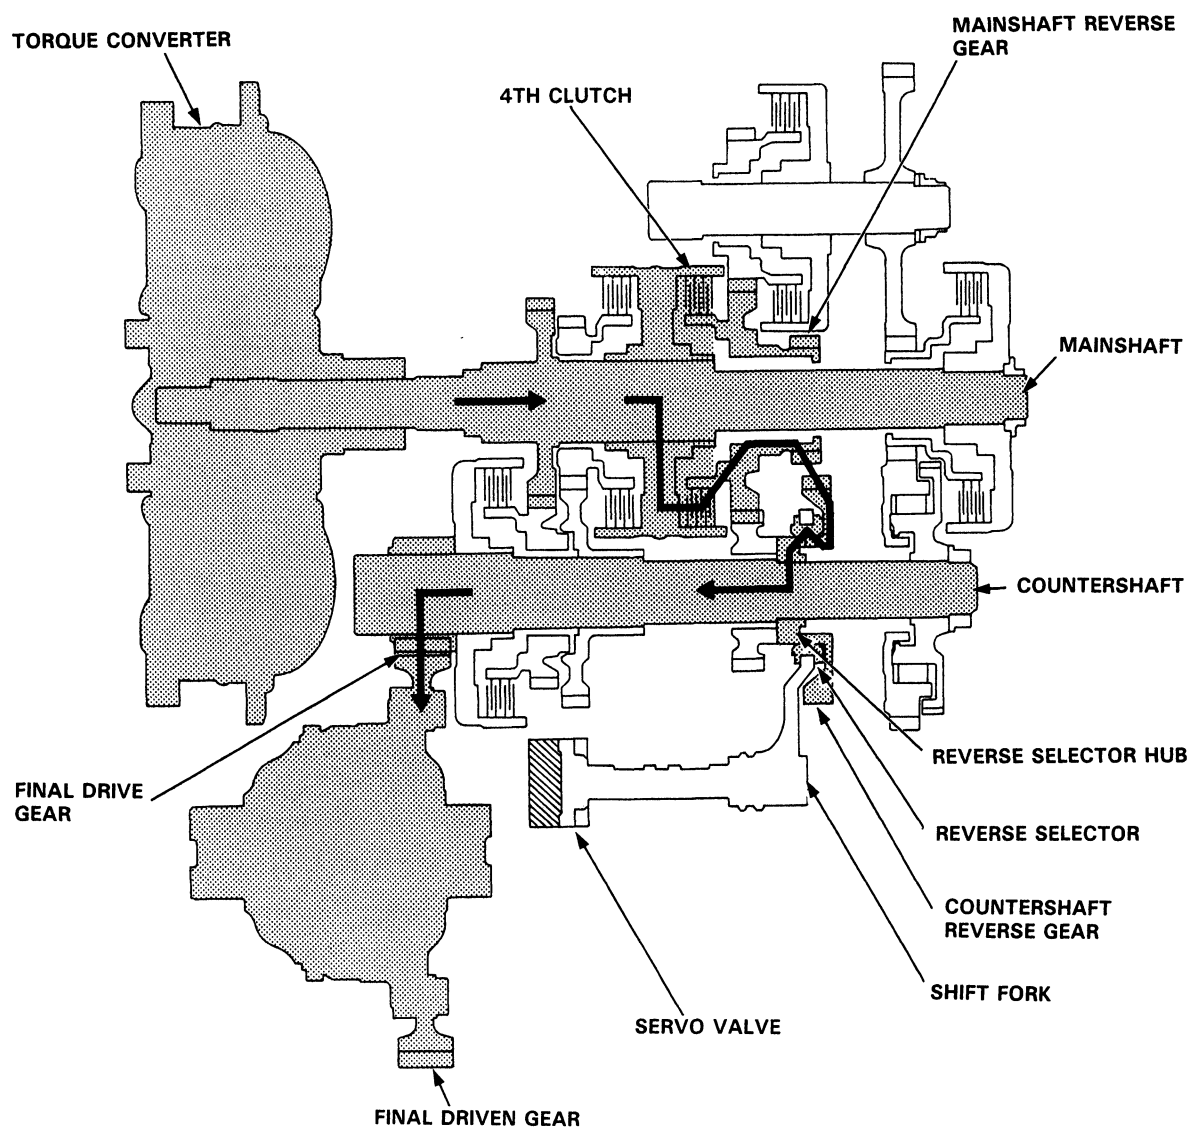 MAINSHAFT REVERSE
GEAR
TORQUE CONVERTER
4TH CLUTCH
MAINSHAFT
COUNTERSHAFT
REVERSE SELECTOR HUB
FINAL DRIVE
GEAR
REVERSE SELECTOR
COUNTERSHAFT
REVERSE GEAR
SHIFT FORK
SERVO VALVE
FINAL DRIVEN GEAR